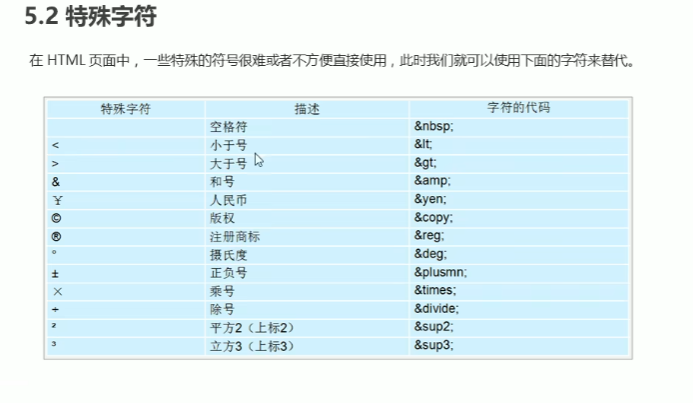 5.2 特殊字符
在 HTML 页面中，一些特殊的符号很难或者不方便直接使用，此时我们就可以使用下面的字符来替代。
特殊字符 描述 字符的代码
空格符 &nbsp;
< 小于号 &lt;
> 大于号 &gt;
& 和号 &amp;
￥ 人民币 &yen;
© 版权 &copy;
® 注册商标 &reg;
° 摄氏度 &deg;
± 正负号 &plusmn;
× 乘号 &times;
÷ 除号 &divide;
² 平方2（上标2） &sup2;
³ 立方3（上标3） &sup3;